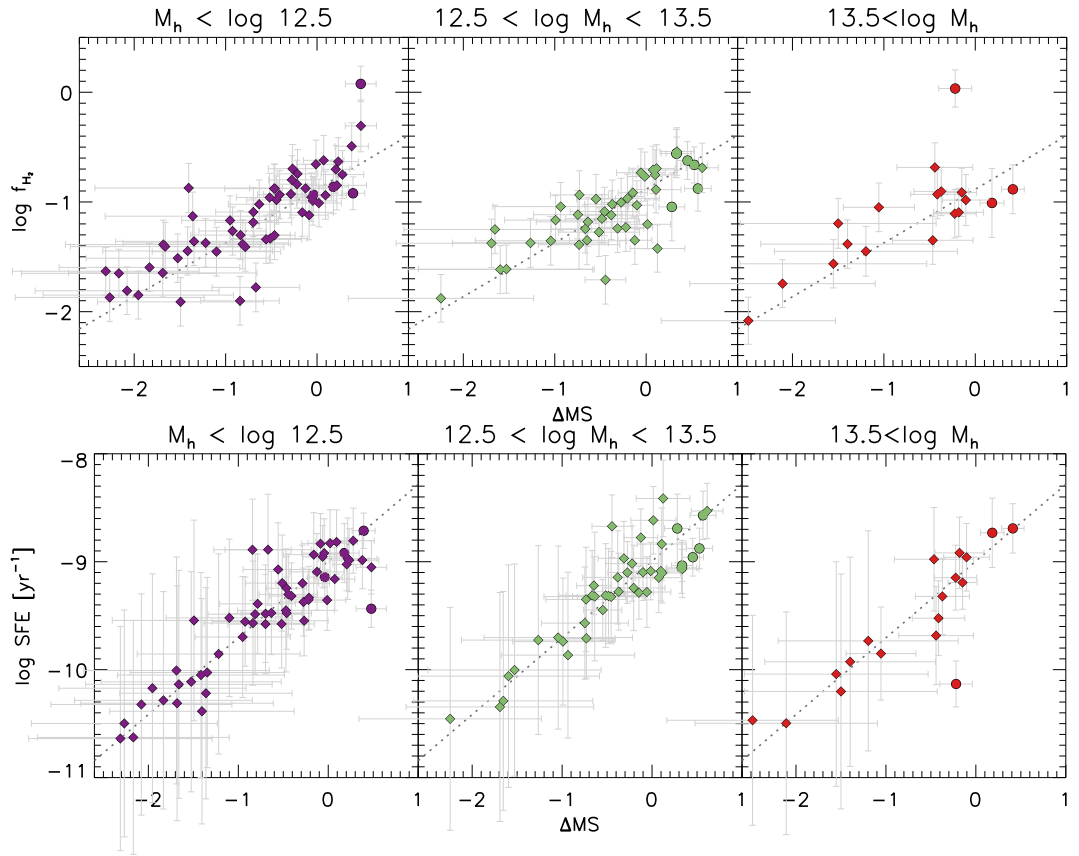 M_h < log 12.5
12.5 < log M_h < 13.5
13.5<log M_h
log f_H₂
0
−1
−2
−2 −1 0 1
−2 −1 0 1
−2 −1 0 1
ΔMS
M_h < log 12.5
12.5 < log M_h < 13.5
13.5<log M_h
log SFE [yr⁻¹]
−8
−9
−10
−11
−2 −1 0 1
−2 −1 0 1
−2 −1 0 1
ΔMS